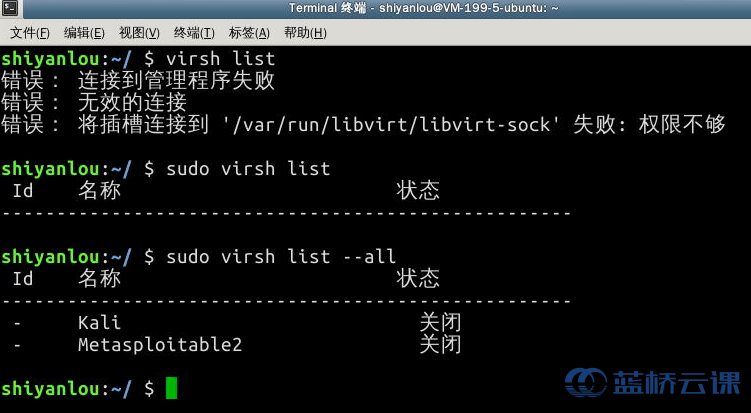 Terminal 终端 - shiyanlou@VM-199-5-ubuntu: ~
文件(F) 编辑(E) 视图(V) 终端(T) 标签(A) 帮助(H)
shiyanlou:~/ $ virsh list
错误： 连接到管理程序失败
错误： 无效的连接
错误： 将插槽连接到 '/var/run/libvirt/libvirt-sock' 失败: 权限不够
shiyanlou:~/ $ sudo virsh list
Id 名称 状态
----------------------------------------------------
shiyanlou:~/ $ sudo virsh list --all
Id 名称 状态
----------------------------------------------------
- Kali 关闭
- Metasploitable2 关闭
shiyanlou:~/ $
蓝桥云课